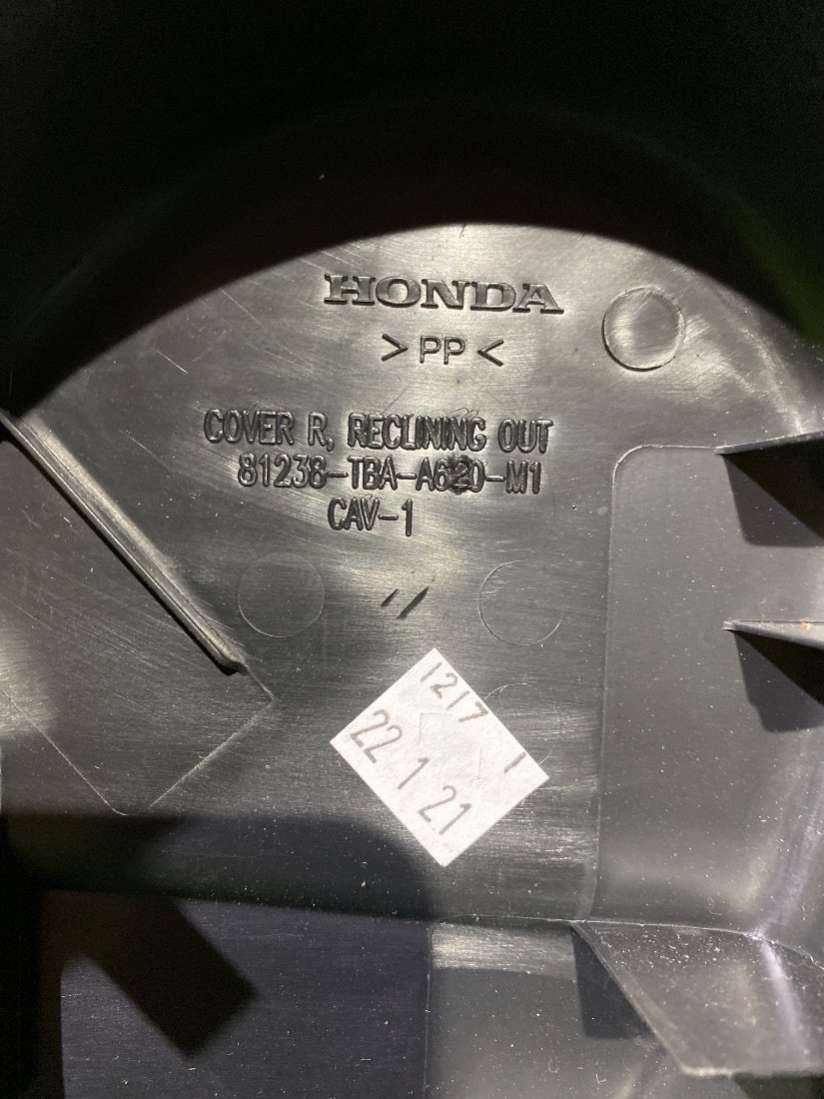 HONDA
>PP<
COVER R, RECLINING OUT
81238-TBA-A620-M1
CAV-1
1217
1
22 1 21